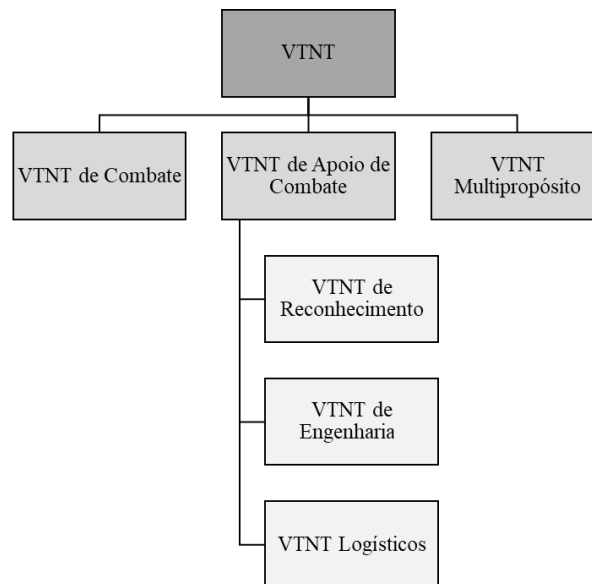 VTNT
VTNT de Combate
VTNT de Apoio de
Combate
VTNT
Multipropósito
VTNT de
Reconhecimento
VTNT de
Engenharia
VTNT Logísticos